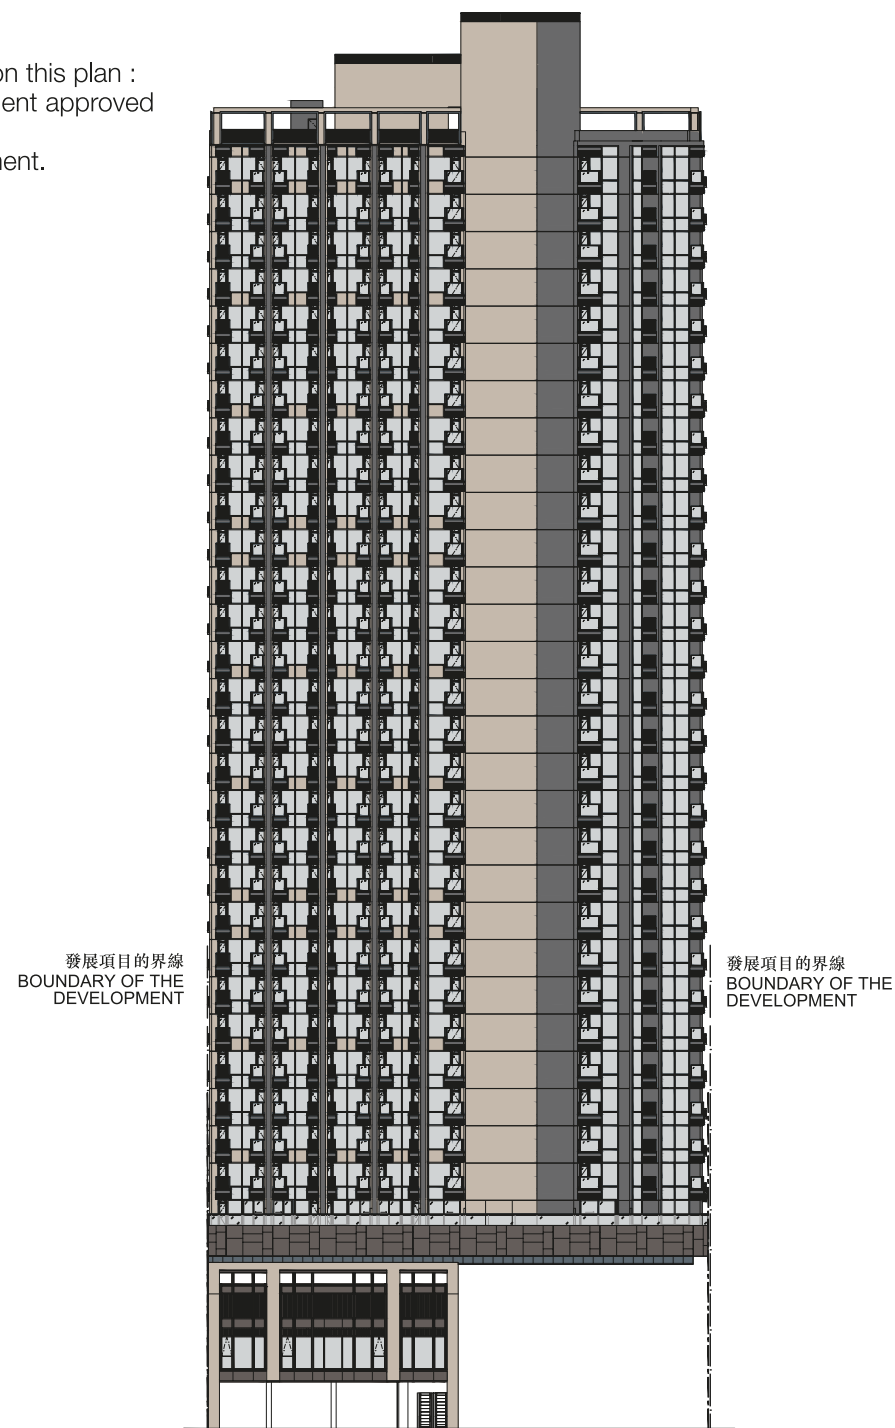 on this plan :
ent approved
ment.
發展項目的界線
BOUNDARY OF THE
DEVELOPMENT
發展項目的界線
BOUNDARY OF THE
DEVELOPMENT